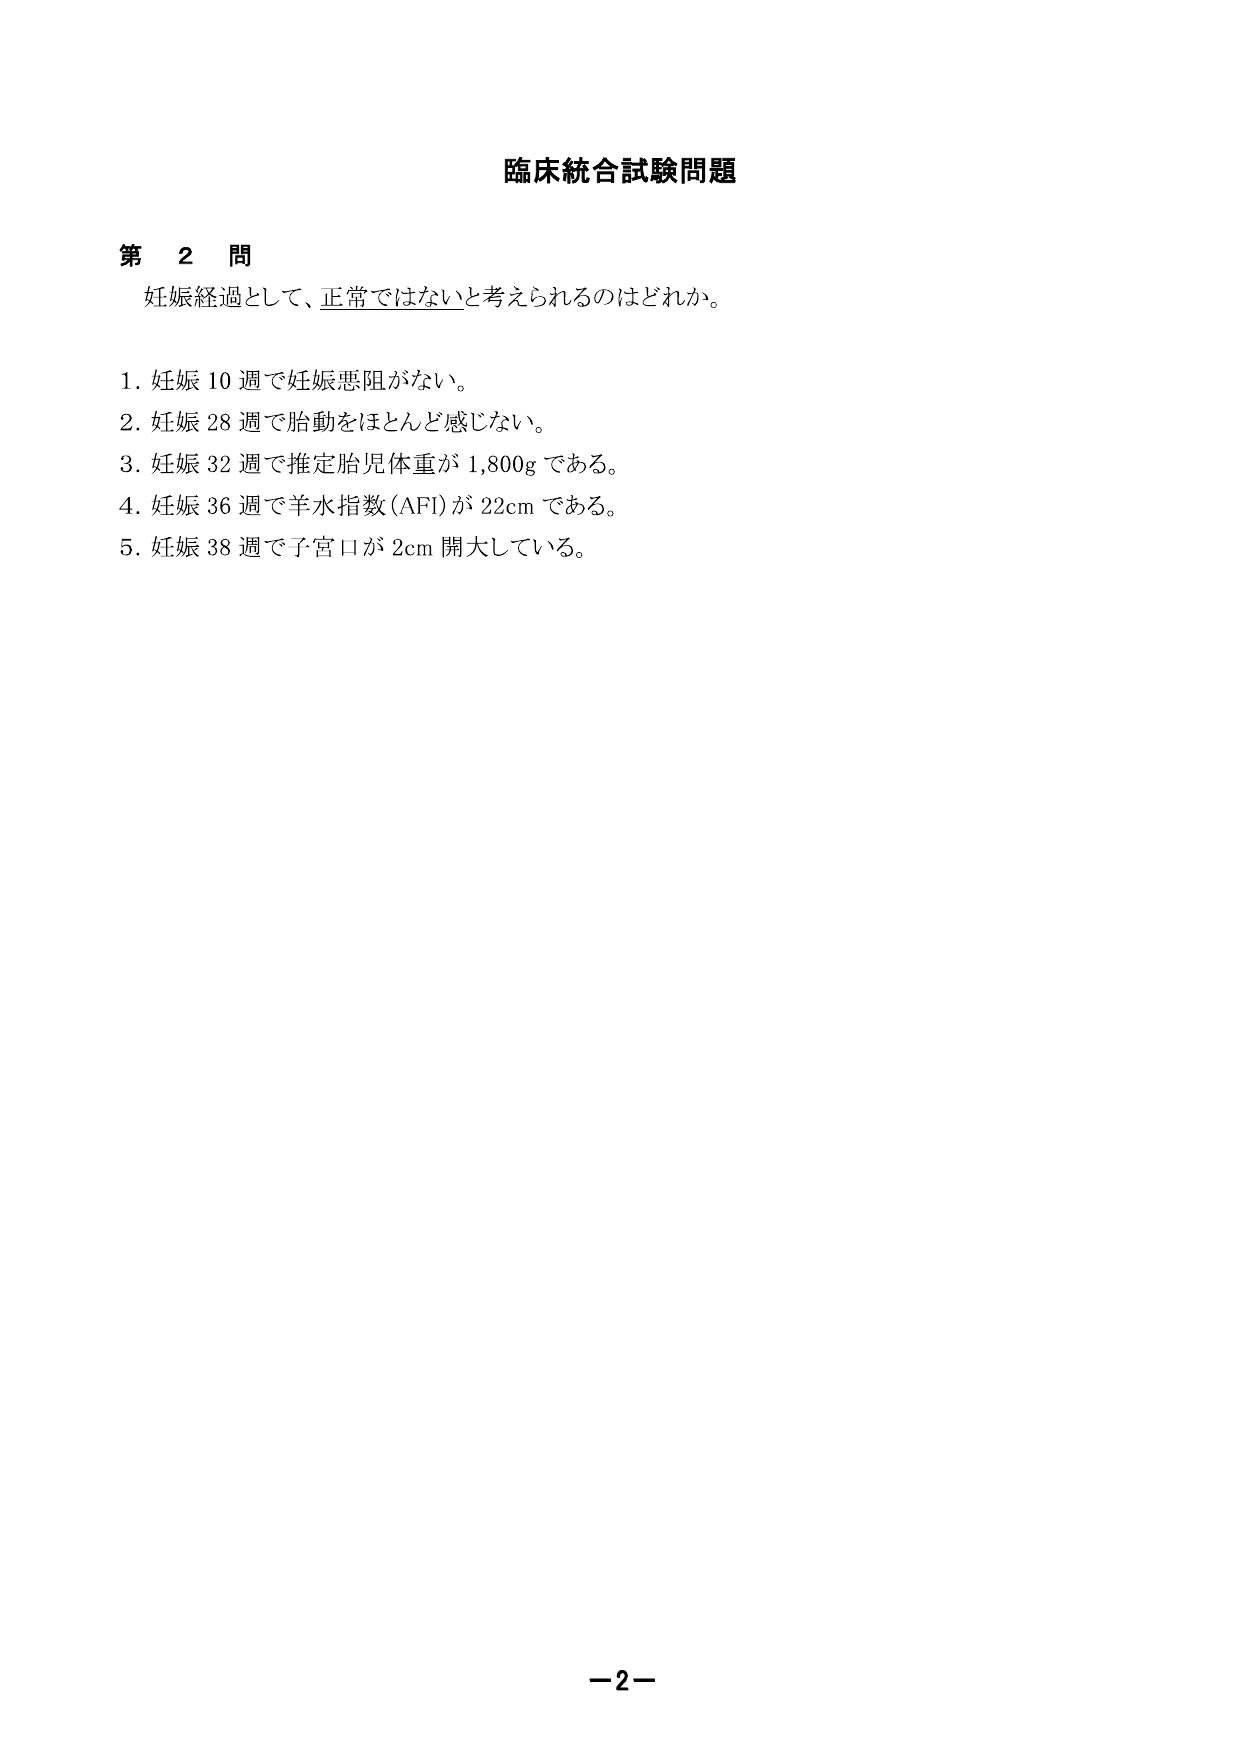 臨床統合試験問題
第 2 問
妊娠経過として、正常ではないと考えられるのはどれか。
1. 妊娠 10 週で妊娠悪阻がない。
2. 妊娠 28 週で胎動をほとんど感じない。
3. 妊娠 32 週で推定胎児体重が 1,800g である。
4. 妊娠 36 週で羊水指数(AFI)が 22cm である。
5. 妊娠 38 週で子宮口が 2cm 開大している。
－2－